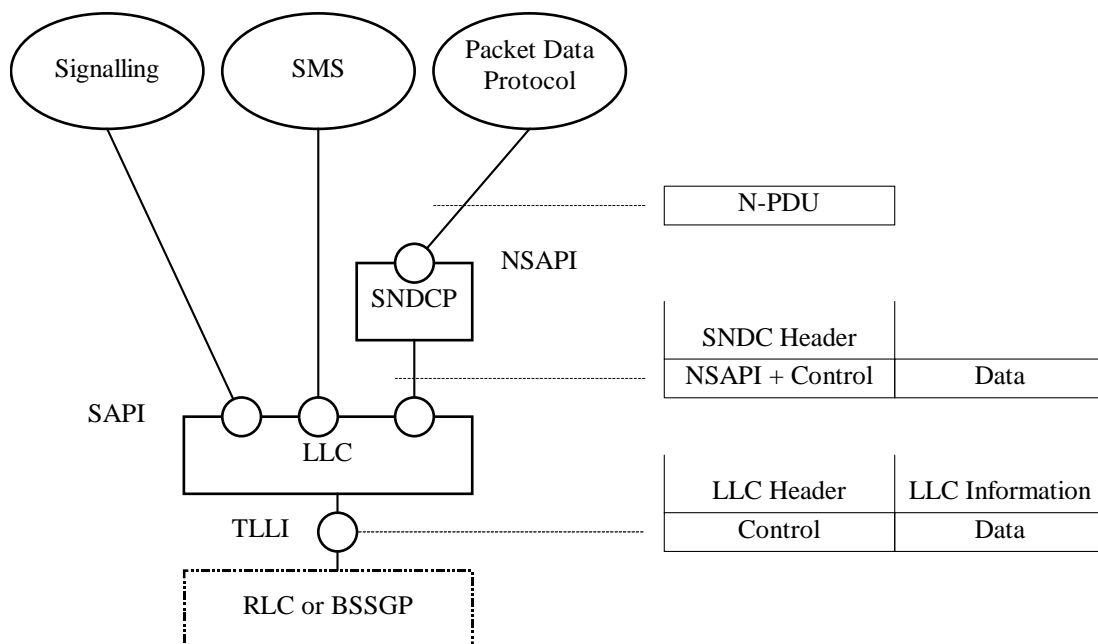 Signalling
SMS
Packet Data
Protocol
N-PDU
NSAPI
SNDCP
SNDC Header
NSAPI + Control
Data
SAPI
LLC
LLC Header
LLC Information
TLLI
Control
Data
RLC or BSSGP